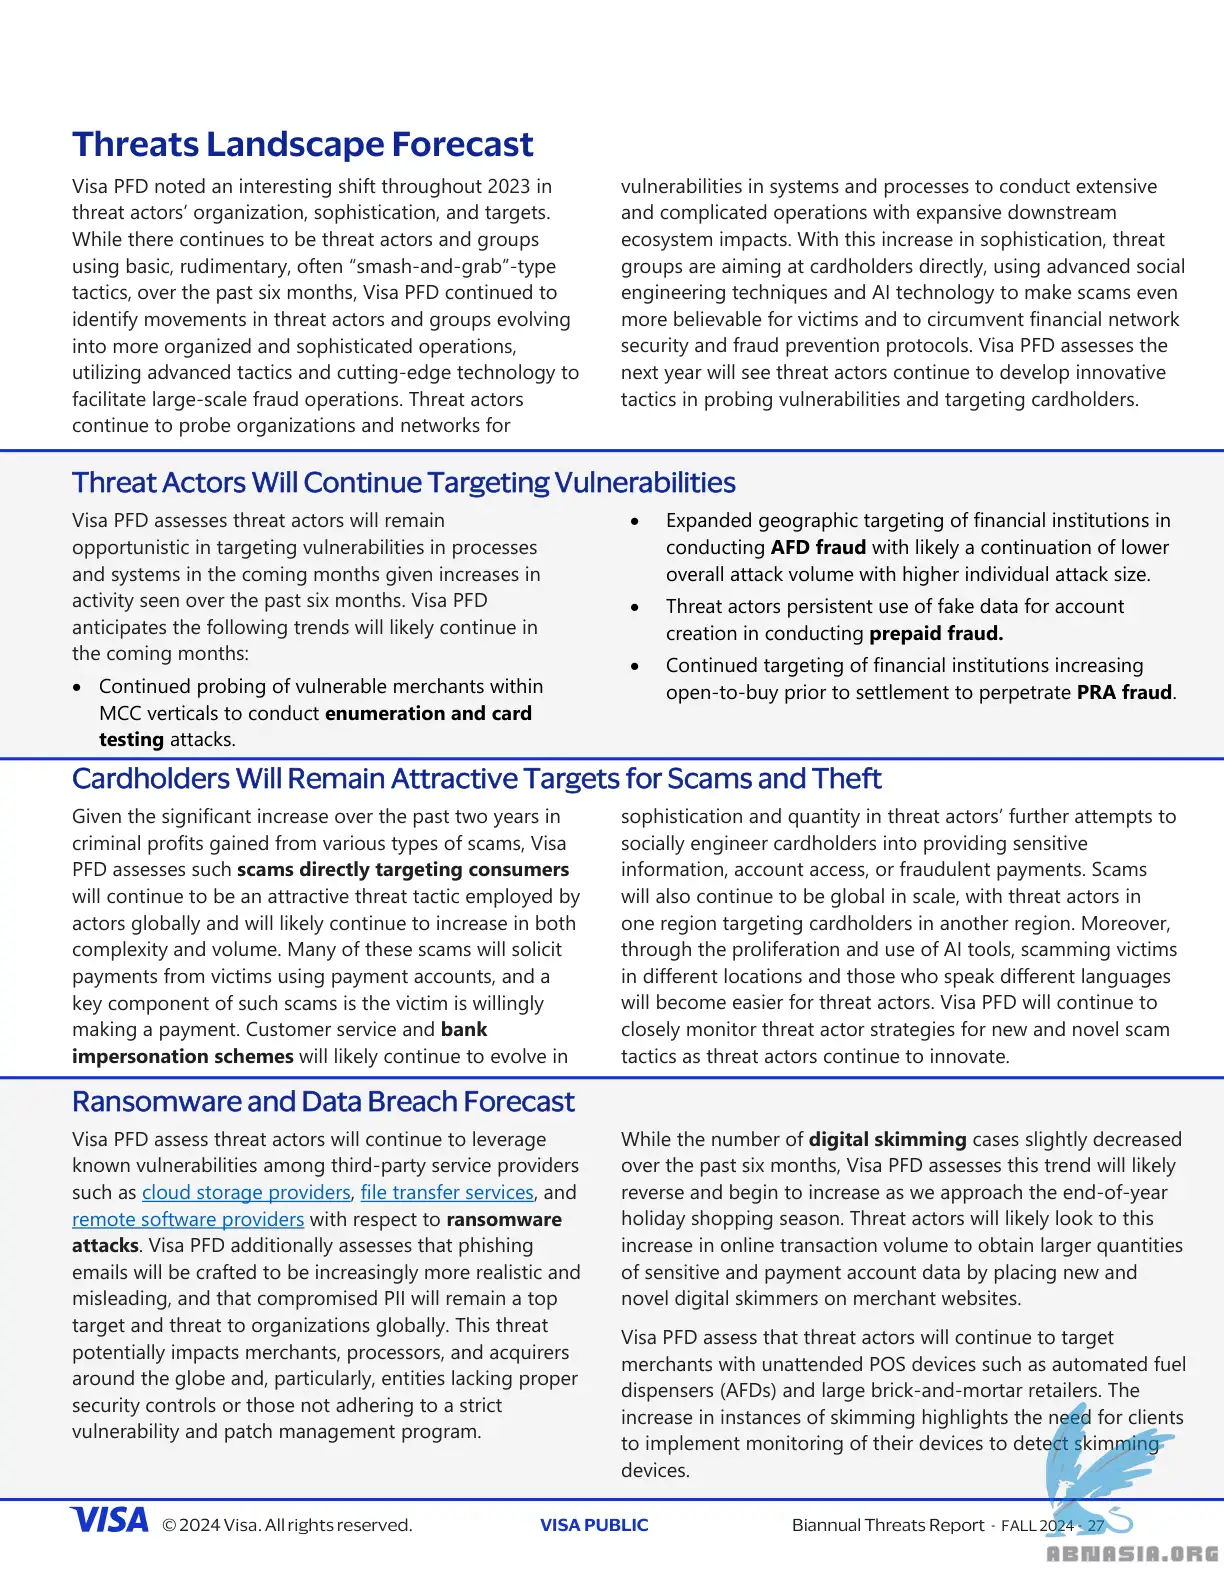 Threats Landscape Forecast
Visa PFD noted an interesting shift throughout 2023 in
threat actors’ organization, sophistication, and targets.
While there continues to be threat actors and groups
using basic, rudimentary, often “smash-and-grab”-type
tactics, over the past six months, Visa PFD continued to
identify movements in threat actors and groups evolving
into more organized and sophisticated operations,
utilizing advanced tactics and cutting-edge technology to
facilitate large-scale fraud operations. Threat actors
continue to probe organizations and networks for
vulnerabilities in systems and processes to conduct extensive
and complicated operations with expansive downstream
ecosystem impacts. With this increase in sophistication, threat
groups are aiming at cardholders directly, using advanced social
engineering techniques and AI technology to make scams even
more believable for victims and to circumvent financial network
security and fraud prevention protocols. Visa PFD assesses the
next year will see threat actors continue to develop innovative
tactics in probing vulnerabilities and targeting cardholders.
Threat Actors Will Continue Targeting Vulnerabilities
Visa PFD assesses threat actors will remain
opportunistic in targeting vulnerabilities in processes
and systems in the coming months given increases in
activity seen over the past six months. Visa PFD
anticipates the following trends will likely continue in
the coming months:
• Continued probing of vulnerable merchants within
MCC verticals to conduct enumeration and card
testing attacks.
• Expanded geographic targeting of financial institutions in
conducting AFD fraud with likely a continuation of lower
overall attack volume with higher individual attack size.
• Threat actors persistent use of fake data for account
creation in conducting prepaid fraud.
• Continued targeting of financial institutions increasing
open-to-buy prior to settlement to perpetrate PRA fraud.
Cardholders Will Remain Attractive Targets for Scams and Theft
Given the significant increase over the past two years in
criminal profits gained from various types of scams, Visa
PFD assesses such scams directly targeting consumers
will continue to be an attractive threat tactic employed by
actors globally and will likely continue to increase in both
complexity and volume. Many of these scams will solicit
payments from victims using payment accounts, and a
key component of such scams is the victim is willingly
making a payment. Customer service and bank
impersonation schemes will likely continue to evolve in
sophistication and quantity in threat actors’ further attempts to
socially engineer cardholders into providing sensitive
information, account access, or fraudulent payments. Scams
will also continue to be global in scale, with threat actors in
one region targeting cardholders in another region. Moreover,
through the proliferation and use of AI tools, scamming victims
in different locations and those who speak different languages
will become easier for threat actors. Visa PFD will continue to
closely monitor threat actor strategies for new and novel scam
tactics as threat actors continue to innovate.
Ransomware and Data Breach Forecast
Visa PFD assess threat actors will continue to leverage
known vulnerabilities among third-party service providers
such as cloud storage providers, file transfer services, and
remote software providers with respect to ransomware
attacks. Visa PFD additionally assesses that phishing
emails will be crafted to be increasingly more realistic and
misleading, and that compromised PII will remain a top
target and threat to organizations globally. This threat
potentially impacts merchants, processors, and acquirers
around the globe and, particularly, entities lacking proper
security controls or those not adhering to a strict
vulnerability and patch management program.
While the number of digital skimming cases slightly decreased
over the past six months, Visa PFD assesses this trend will likely
reverse and begin to increase as we approach the end-of-year
holiday shopping season. Threat actors will likely look to this
increase in online transaction volume to obtain larger quantities
of sensitive and payment account data by placing new and
novel digital skimmers on merchant websites.
Visa PFD assess that threat actors will continue to target
merchants with unattended POS devices such as automated fuel
dispensers (AFDs) and large brick-and-mortar retailers. The
increase in instances of skimming highlights the need for clients
to implement monitoring of their devices to detect skimming
devices.
VISA © 2024 Visa. All rights reserved. VISA PUBLIC Biannual Threats Report - FALL 2024 - 27
ABNASIA.ORG